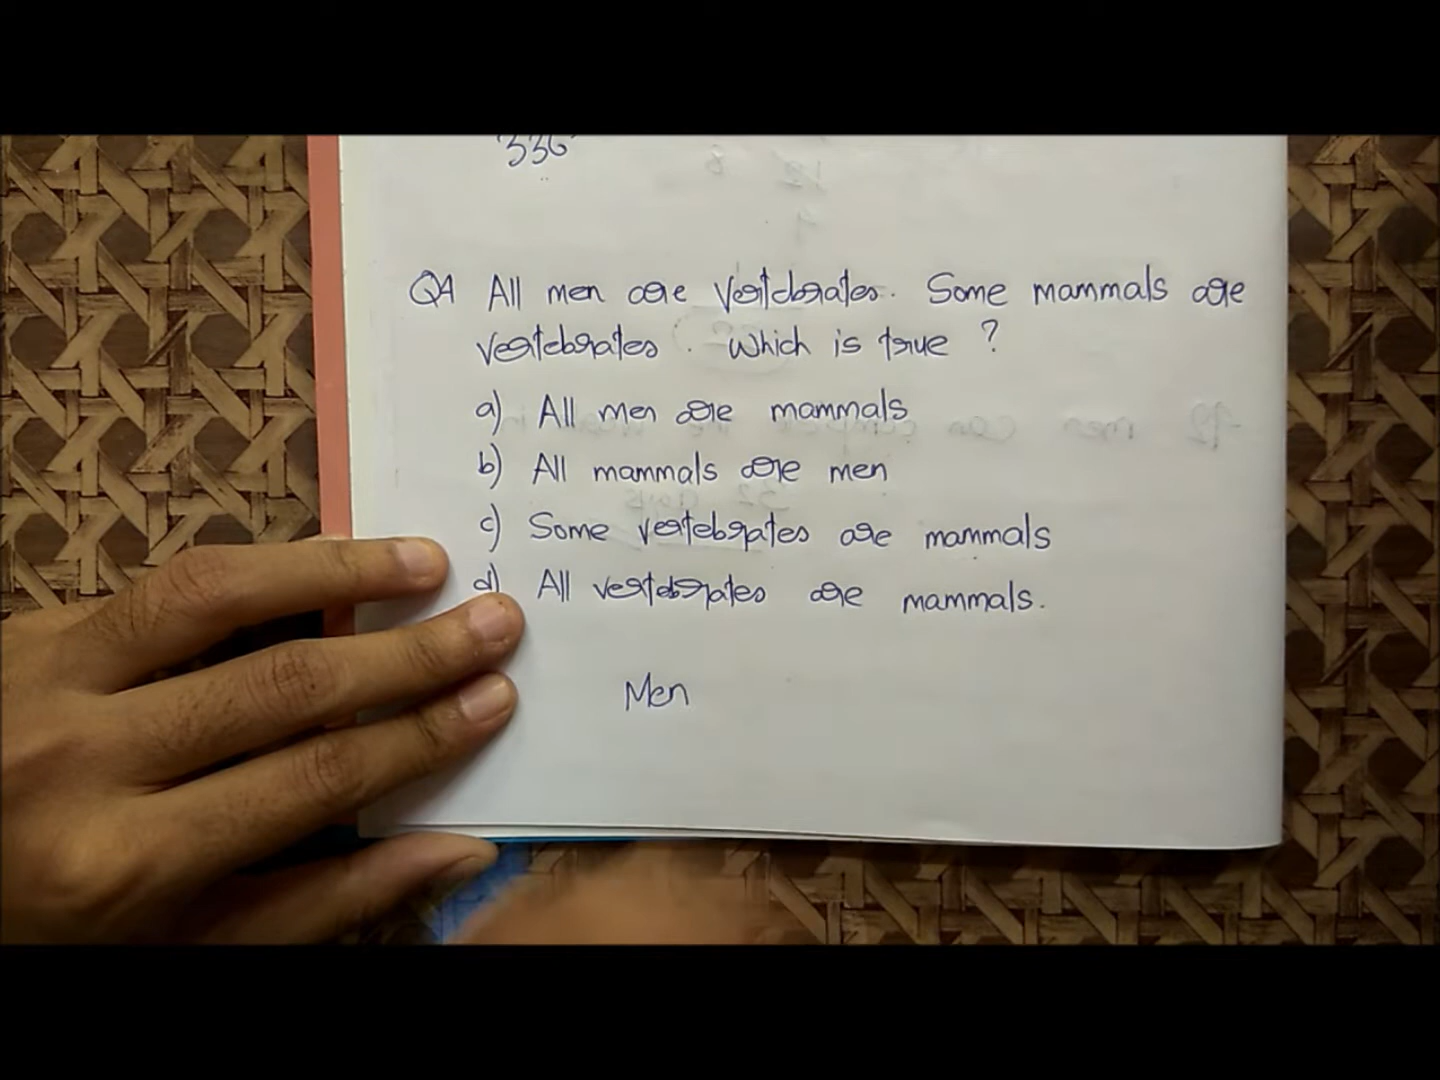 336
Q4 All men are vertebrates. Some mammals are
vertebrates. Which is true ?
a) All men are mammals
b) All mammals are men
c) Some vertebrates are mammals
d) All vertebrates are mammals.
Men